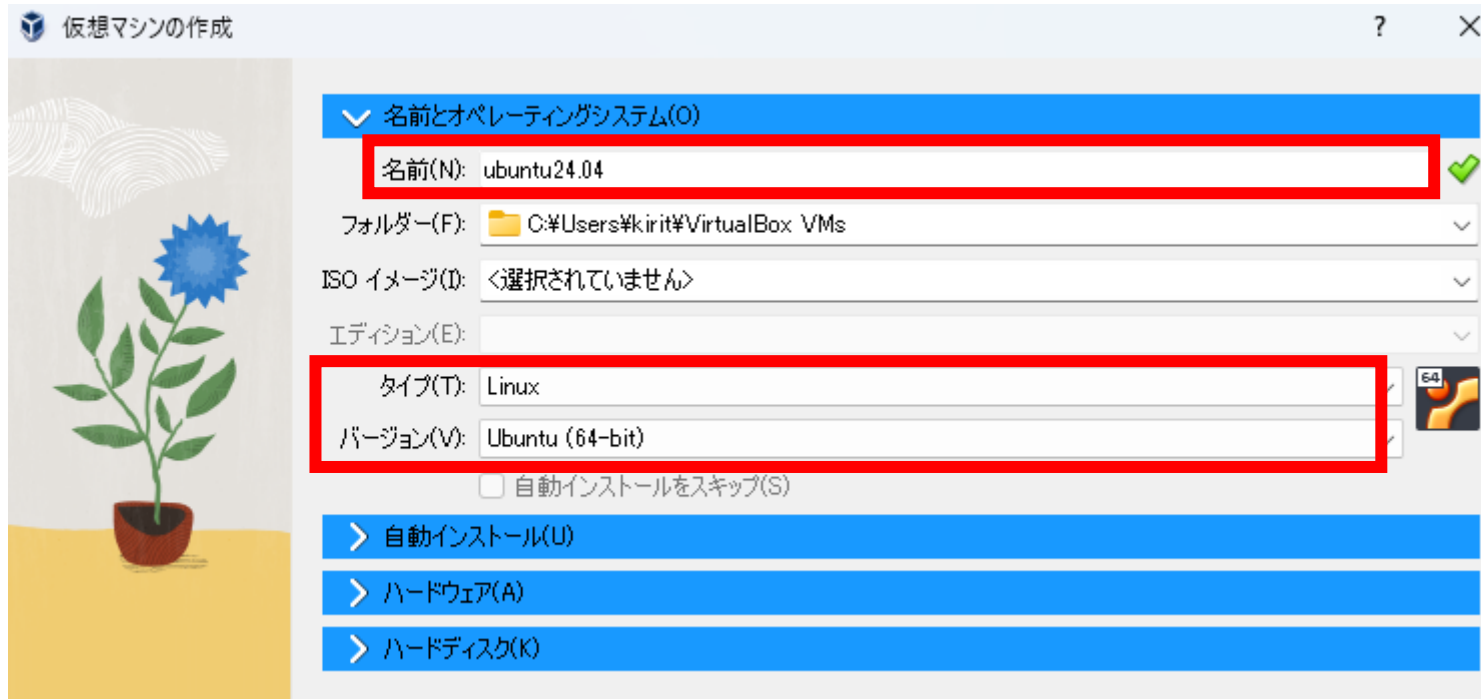 仮想マシンの作成
? ×
名前とオペレーティングシステム(O)
名前(N): ubuntu24.04
フォルダー(F): C:¥Users¥kirit¥VirtualBox VMs
ISO イメージ(I): <選択されていません>
エディション(E):
タイプ(T): Linux
64
バージョン(V): Ubuntu (64-bit)
自動インストールをスキップ(S)
自動インストール(U)
ハードウェア(A)
ハードディスク(K)